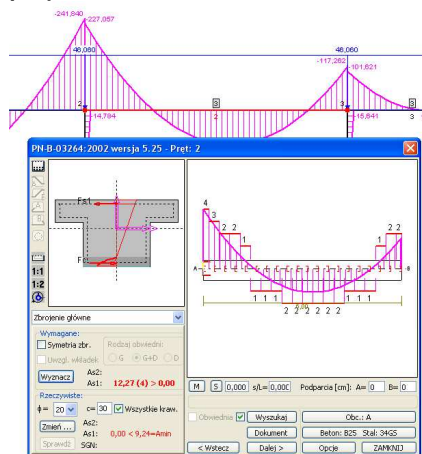 -241,840
-227,057
46,060
46,060
-117,262
-101,621
2
-14,784
2
3
-15,641
3
PN-B-03264:2002 wersja 5.25 - Pręt: 2
1:1
1:2
Fs1
4
3
2 2
1
1
2 2
A
B
1 1 1
1 1 1
2 2 2 2 2
Zbrojenie główne
Wymagane:
Symetria zbr.
Uwzgl. wkładek
Rodzaj obwiedni:
G G+D D
Wyznacz
As2:
As1: 12,27 (4) > 0,00
Rzeczywiste:
ϕ= 20 c= 30 Wszystkie kraw.
Zmień ...
As2:
As1: 0,00 < 9,24=Amin
Sprawdź
SGN:
M S 0,000 s/L= 0,000 Podparcia [cm]: A= 0 B= 0
Obwiednia Wyszukaj Obc.: A
Dokument Beton: B25 Stal: 34GS
< Wstecz Dalej > Opcje ZAMKNIJ